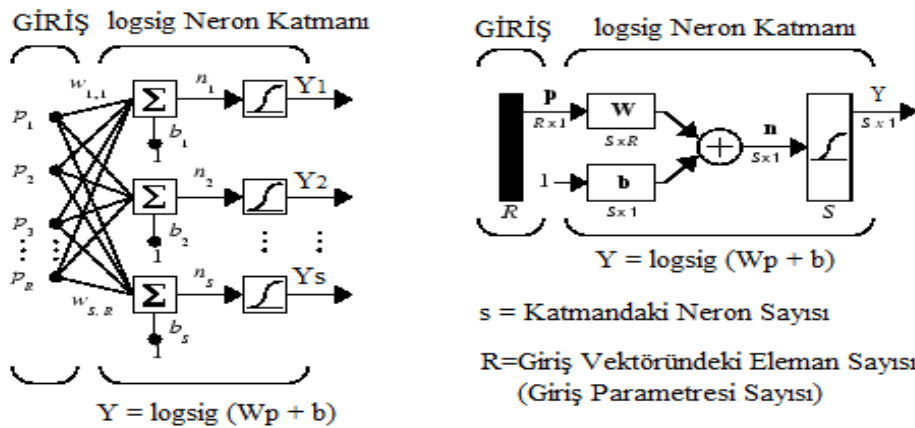 GİRİŞ logsig Neron Katmanı
w1,1
n1
Y1
p1
Σ
b1
1
p2
n2
Y2
Σ
p3
b2
1
pR
ns
Ys
Σ
wS,R
bs
1
Y = logsig (Wp + b)
GİRİŞ logsig Neron Katmanı
p
R x 1
W
S x R
n
S x 1
Y
S x 1
1
b
S x 1
R
S
Y = logsig (Wp + b)
s = Katmandaki Neron Sayısı
R=Giriş Vektöründeki Eleman Sayısı
(Giriş Parametresi Sayısı)